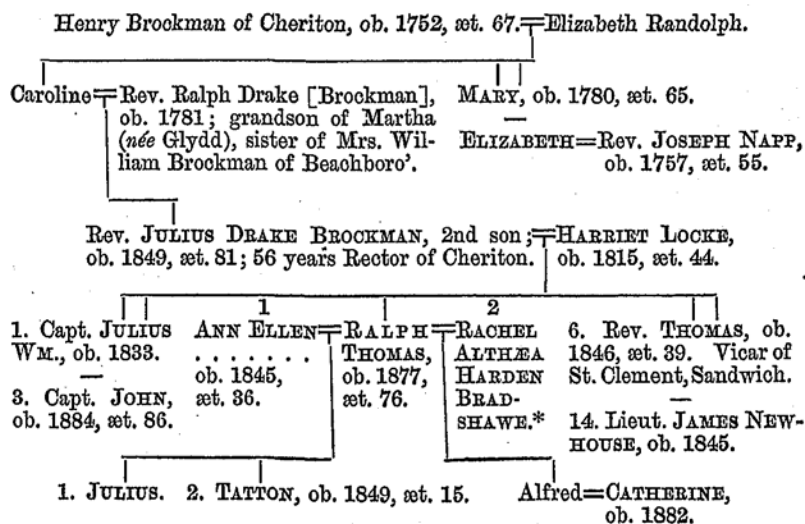 Henry Brockman of Cheriton, ob. 1752, æt. 67.=Elizabeth Randolph.
Caroline=Rev. Ralph Drake [Brockman],
ob. 1781; grandson of Martha
(née Glydd), sister of Mrs. Wil-
liam Brockman of Beachboro'.
MARY, ob. 1780, æt. 65.
—
ELIZABETH=Rev. JOSEPH NAPP,
ob. 1757, æt. 55.
Rev. JULIUS DRAKE BROCKMAN, 2nd son;=HARRIET LOCKE,
ob. 1849, æt. 81; 56 years Rector of Cheriton. ob. 1815, æt. 44.
1. Capt. JULIUS
WM., ob. 1833.
—
3. Capt. JOHN,
ob. 1884, æt. 86.
1
ANN ELLEN=RALPH
. . . . . . .
ob. 1845,
æt. 36.
THOMAS,
ob. 1877,
æt. 76.
2
=RACHEL
ALTHÆA
HARDEN
BRAD-
SHAWE.*
6. Rev. THOMAS, ob.
1846, æt. 39. Vicar of
St. Clement, Sandwich.
—
14. Lieut. JAMES NEW-
HOUSE, ob. 1845.
1. JULIUS. 2. TATTON, ob. 1849, æt. 15.
Alfred=CATHERINE,
ob. 1882.